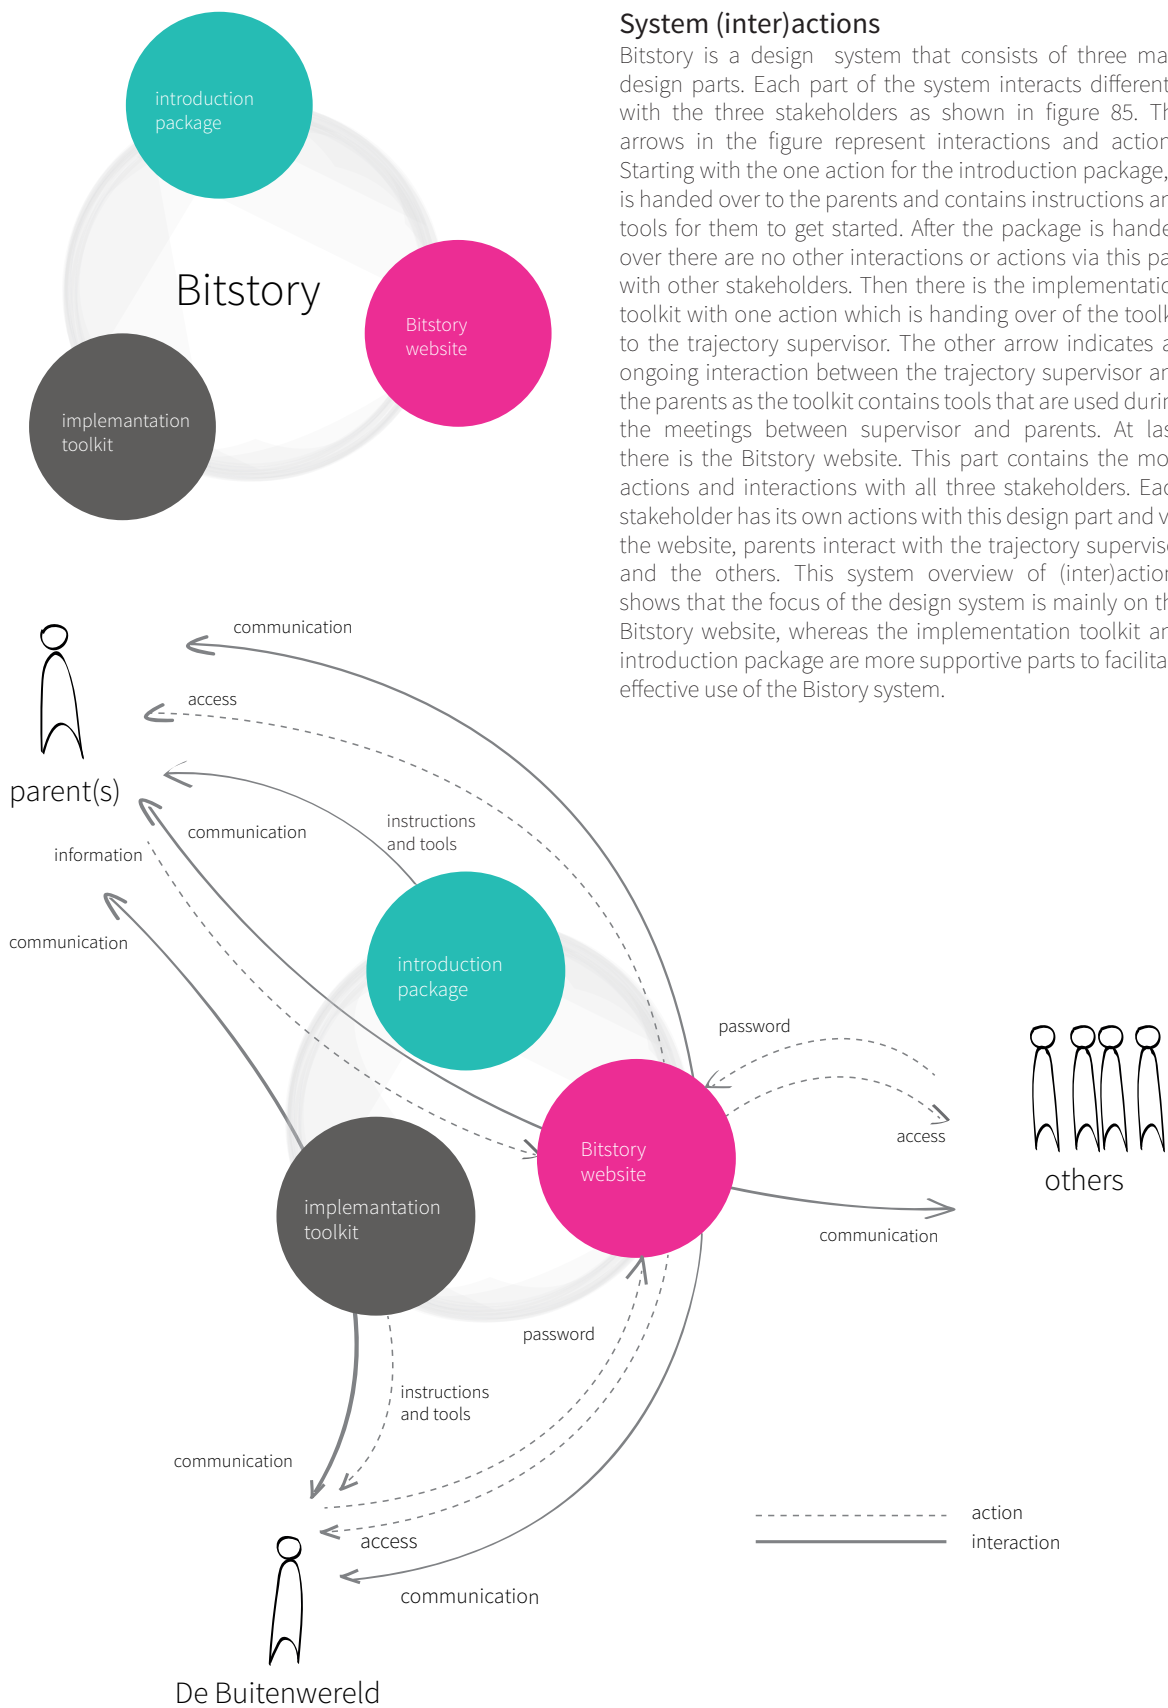 System (inter)actions
Bitstory is a design system that consists of three ma
design parts. Each part of the system interacts different
with the three stakeholders as shown in figure 85. Th
arrows in the figure represent interactions and action
Starting with the one action for the introduction package,
is handed over to the parents and contains instructions an
tools for them to get started. After the package is hande
over there are no other interactions or actions via this pa
with other stakeholders. Then there is the implementatio
toolkit with one action which is handing over of the toolk
to the trajectory supervisor. The other arrow indicates a
ongoing interaction between the trajectory supervisor an
the parents as the toolkit contains tools that are used durin
the meetings between supervisor and parents. At las
there is the Bitstory website. This part contains the mo
actions and interactions with all three stakeholders. Eac
stakeholder has its own actions with this design part and v
the website, parents interact with the trajectory superviso
and the others. This system overview of (inter)action
shows that the focus of the design system is mainly on th
Bitstory website, whereas the implementation toolkit an
introduction package are more supportive parts to facilita
effective use of the Bistory system.
introduction
package
Bitstory
Bitstory
website
implemantation
toolkit
communication
access
parent(s)
communication
instructions
and tools
information
communication
introduction
package
password
access
others
Bitstory
website
implemantation
toolkit
communication
password
instructions
and tools
communication
access
communication
De Buitenwereld
action
interaction